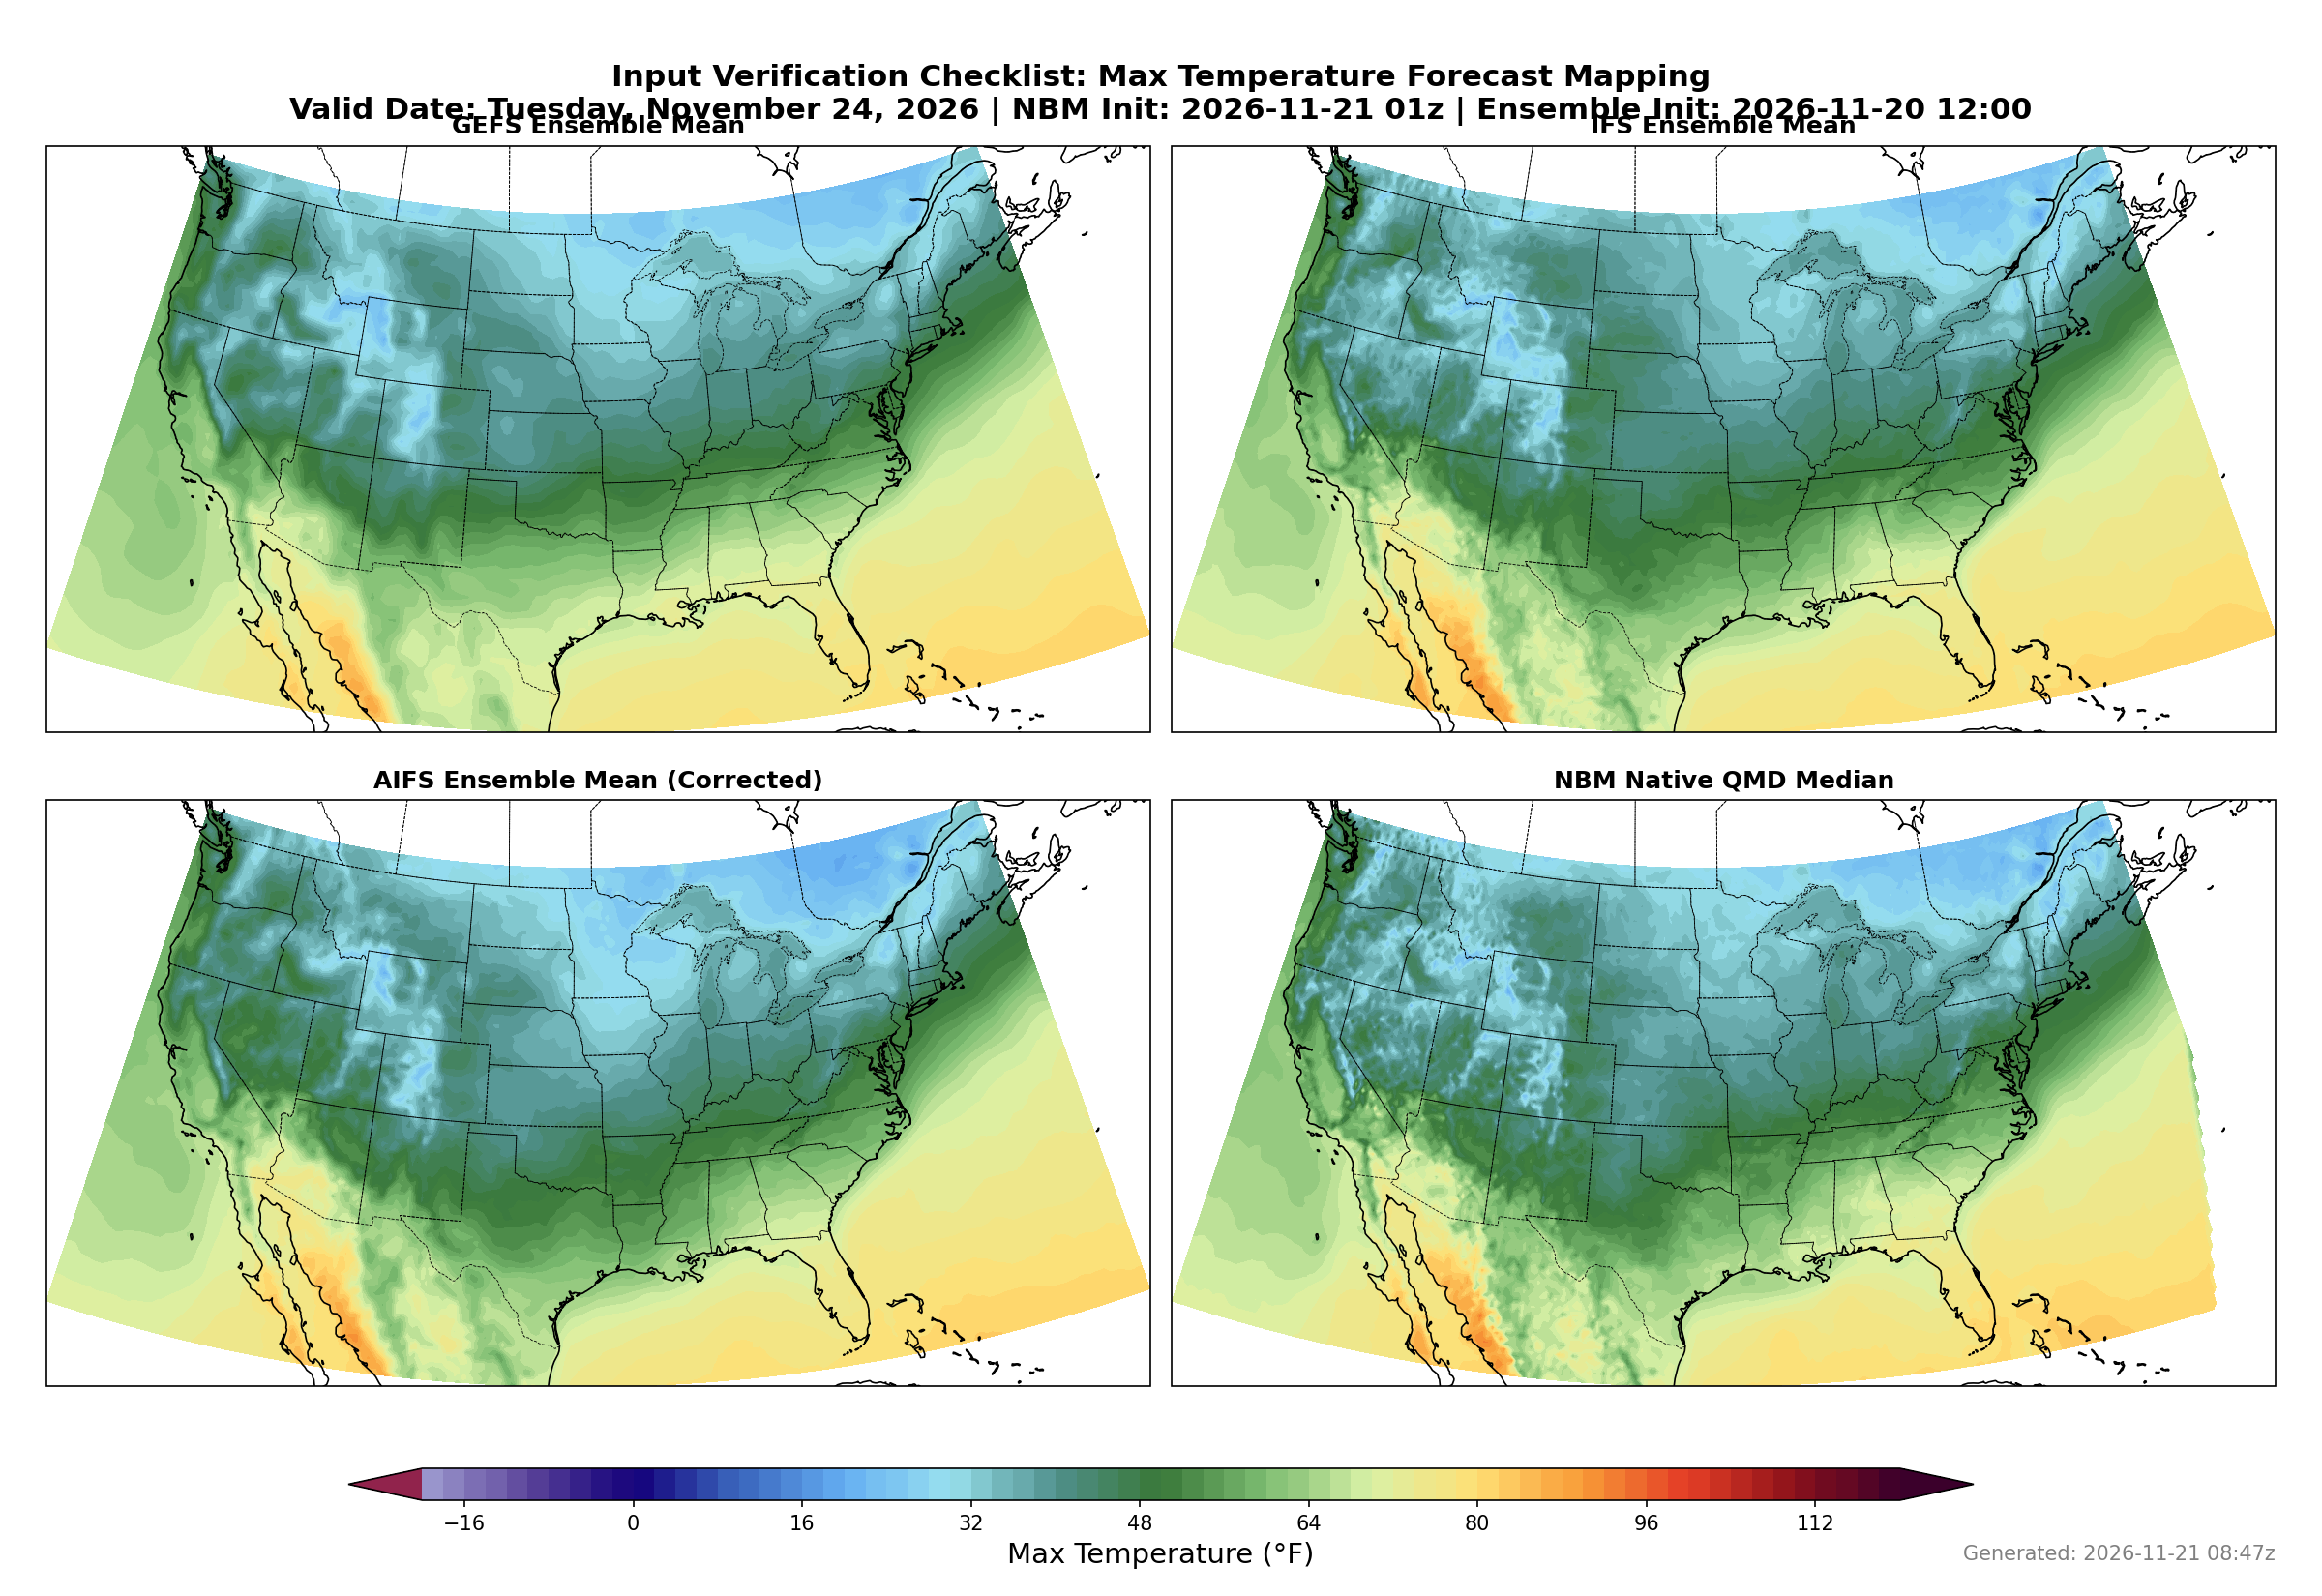 Input Verification Checklist: Max Temperature Forecast Mapping
Valid Date: Tuesday, November 24, 2026 | NBM Init: 2026-11-21 01z | Ensemble Init: 2026-11-20 12:00
GEFS Ensemble Mean
IFS Ensemble Mean
AIFS Ensemble Mean (Corrected)
NBM Native QMD Median
−16 0 16 32 48 64 80 96 112
Max Temperature (°F)
Generated: 2026-11-21 08:47z